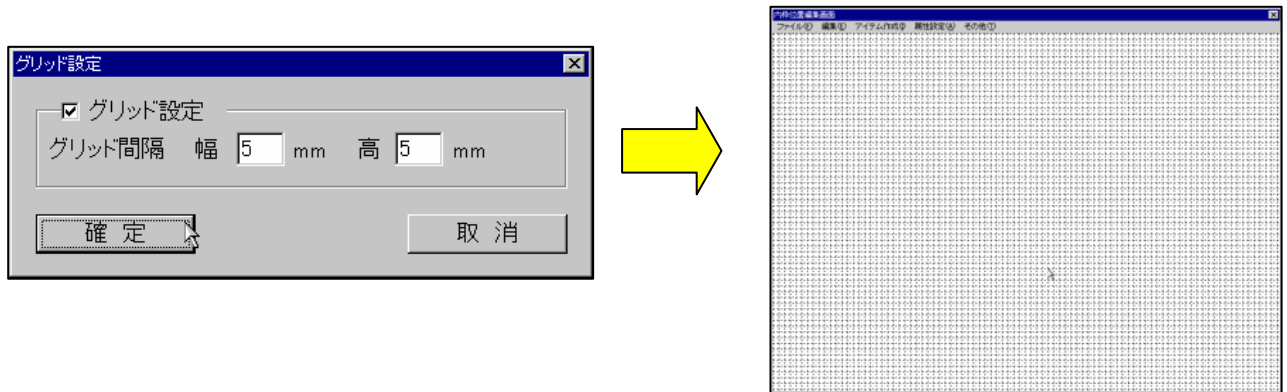 グリッド設定
グリッド設定
グリッド間隔 幅 5 mm 高 5 mm
確 定
取 消
内枠位置編集画面
ファイル(F) 編集(E) アイテム作成(I) 属性設定(A) その他(T)